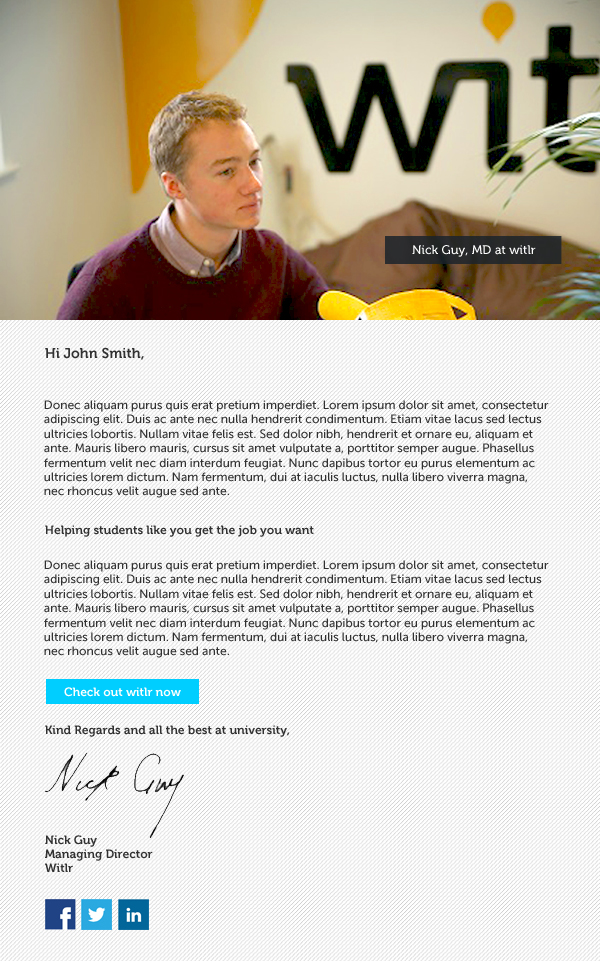 wit
Nick Guy, MD at witlr
Hi John Smith,
Donec aliquam purus quis erat pretium imperdiet. Lorem ipsum dolor sit amet, consectetur
adipiscing elit. Duis ac ante nec nulla hendrerit condimentum. Etiam vitae lacus sed lectus
ultricies lobortis. Nullam vitae felis est. Sed dolor nibh, hendrerit et ornare eu, aliquam et
ante. Mauris libero mauris, cursus sit amet vulputate a, porttitor semper augue. Phasellus
fermentum velit nec diam interdum feugiat. Nunc dapibus tortor eu purus elementum ac
ultricies lorem dictum. Nam fermentum, dui at iaculis luctus, nulla libero viverra magna,
nec rhoncus velit augue sed ante.
Helping students like you get the job you want
Donec aliquam purus quis erat pretium imperdiet. Lorem ipsum dolor sit amet, consectetur
adipiscing elit. Duis ac ante nec nulla hendrerit condimentum. Etiam vitae lacus sed lectus
ultricies lobortis. Nullam vitae felis est. Sed dolor nibh, hendrerit et ornare eu, aliquam et
ante. Mauris libero mauris, cursus sit amet vulputate a, porttitor semper augue. Phasellus
fermentum velit nec diam interdum feugiat. Nunc dapibus tortor eu purus elementum ac
ultricies lorem dictum. Nam fermentum, dui at iaculis luctus, nulla libero viverra magna,
nec rhoncus velit augue sed ante.
Check out witlr now
Kind Regards and all the best at university,
Nick Guy
Nick Guy
Managing Director
Witlr
f
in